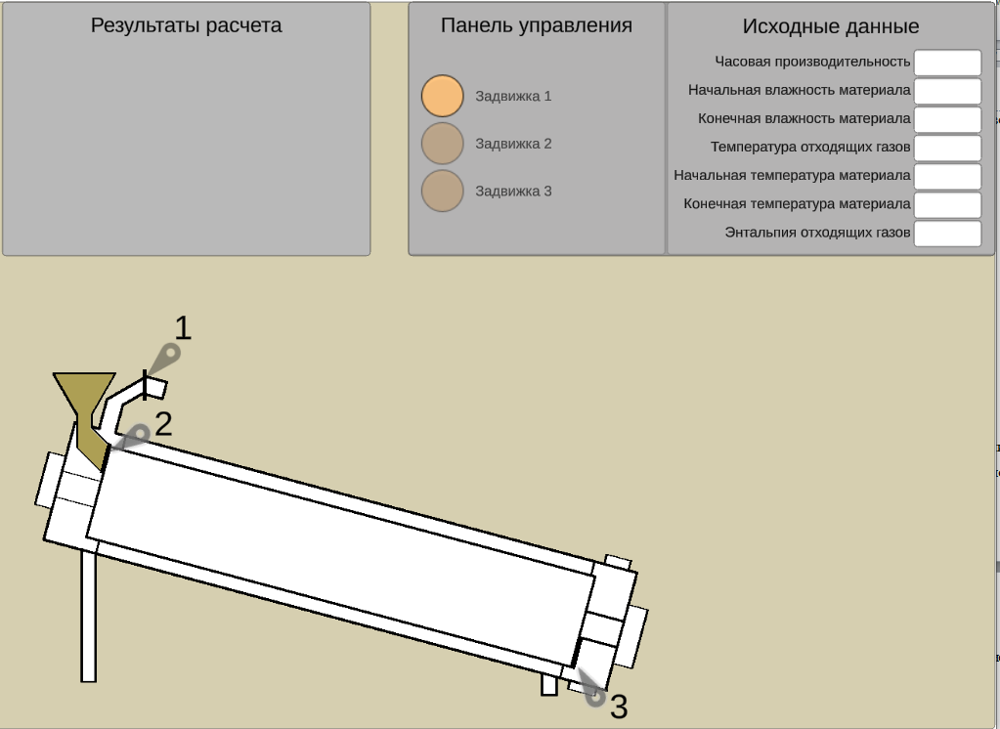 Результаты расчета
Панель управления
Задвижка 1
Задвижка 2
Задвижка 3
Исходные данные
Часовая производительность
Начальная влажность материала
Конечная влажность материала
Температура отходящих газов
Начальная температура материала
Конечная температура материала
Энтальпия отходящих газов
1
2
3